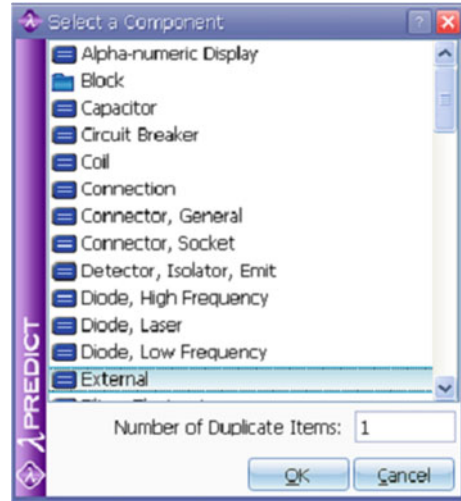 Select a Component
?
Alpha-numeric Display
Block
Capacitor
Circuit Breaker
Coil
Connection
Connector, General
Connector, Socket
Detector, Isolator, Emit
Diode, High Frequency
Diode, Laser
Diode, Low Frequency
External
λ PREDICT
Number of Duplicate Items: 1
OK Cancel